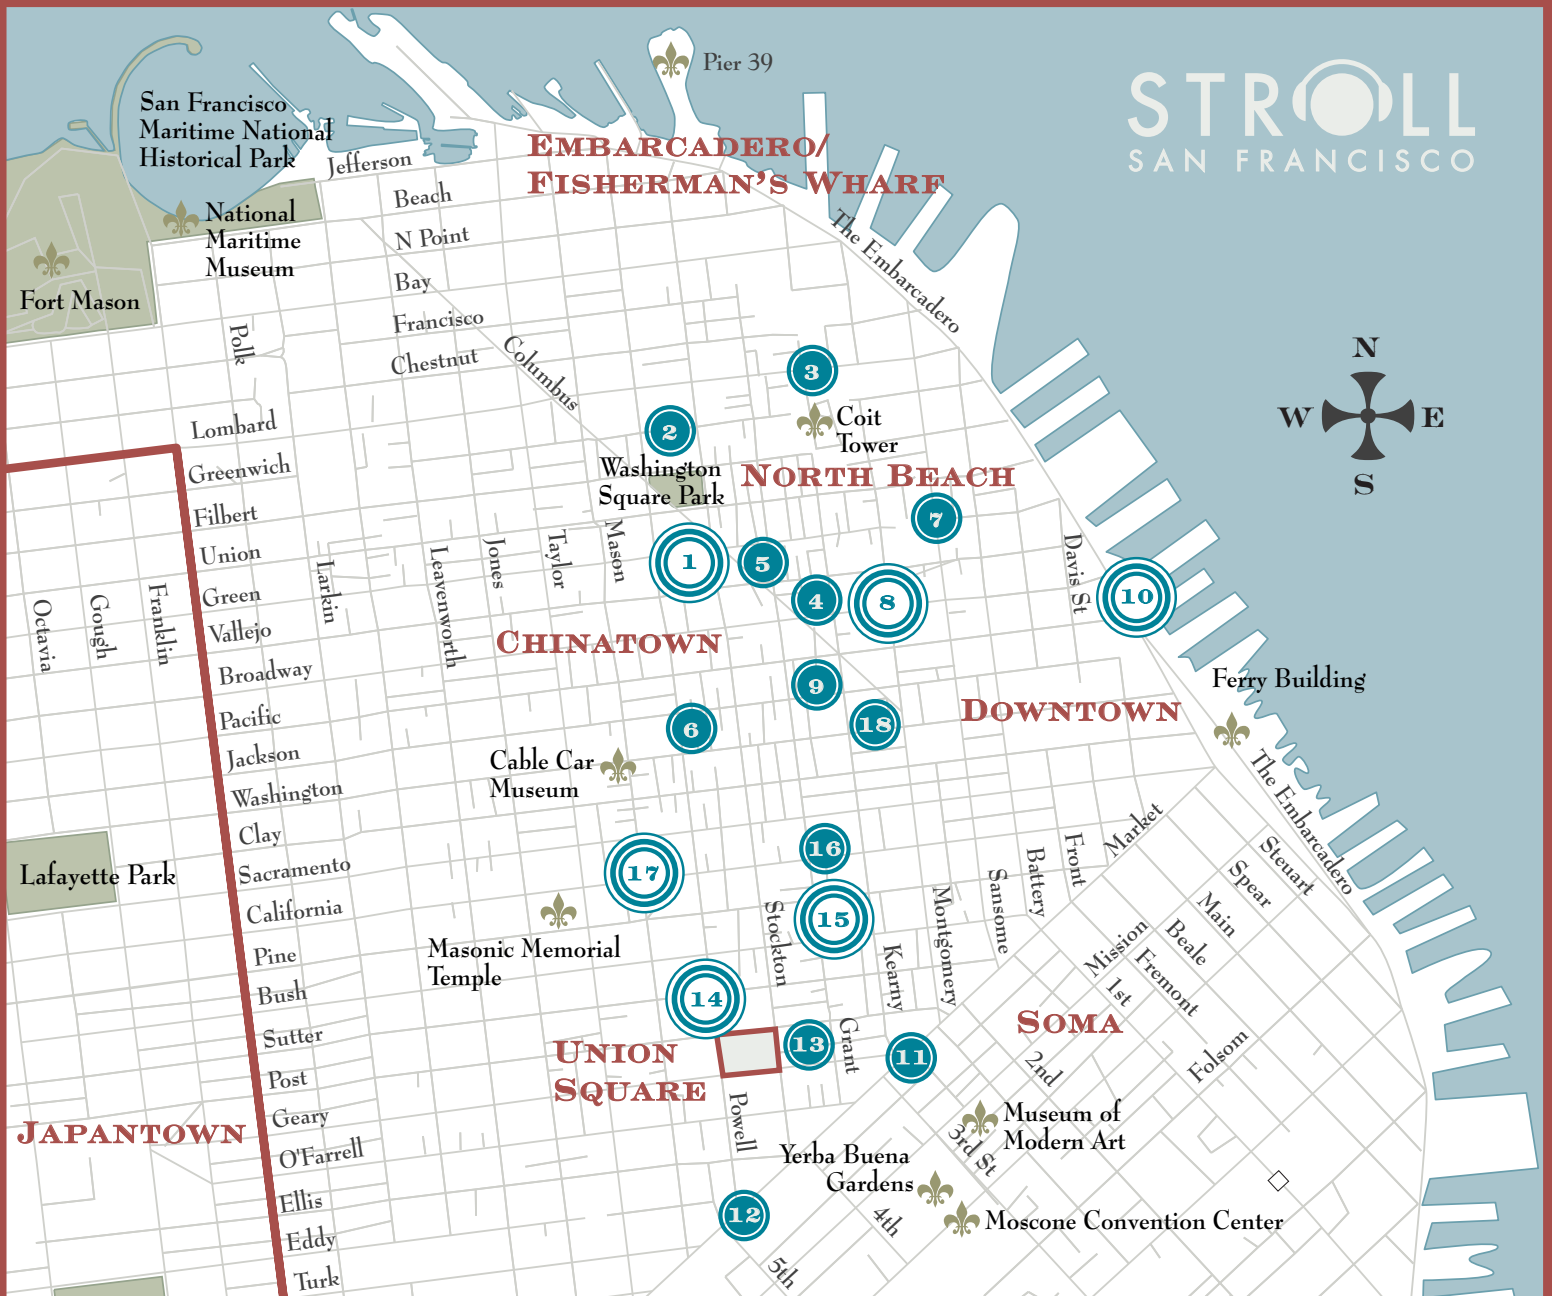 Pier 39
STROLL
SAN FRANCISCO
San Francisco
Maritime National
Historical Park
Jefferson
EMBARCADERO/
FISHERMAN'S WHARF
Beach
National
Maritime
Museum
N Point
The Embarcadero
Fort Mason
Bay
Francisco
Polk
Columbus
Chestnut
N
W E
S
3
Coit
Tower
2
Lombard
Washington
Square Park
NORTH BEACH
Greenwich
Filbert
7
Union
Mason
Taylor
Jones
Leavenworth
Larkin
1
5
4
8
Davis St
10
Octavia
Gough
Franklin
Green
Vallejo
CHINATOWN
Broadway
9
Ferry Building
Pacific
6
18
DOWNTOWN
Jackson
Cable Car
Museum
Washington
The Embarcadero
Clay
Market
16
Sacramento
Lafayette Park
17
Front
Battery
Sansome
Montgomery
Steuart
Spear
Main
Beale
Fremont
1st
Mission
California
15
Stockton
Masonic Memorial
Temple
Pine
Kearny
Bush
14
SOMA
Sutter
UNION
SQUARE
13
Grant
11
2nd
Folsom
Post
Geary
JAPANTOWN
Powell
Museum of
Modern Art
3rd St
O'Farrell
Yerba Buena
Gardens
Ellis
12
4th
Moscone Convention Center
Eddy
5th
Turk